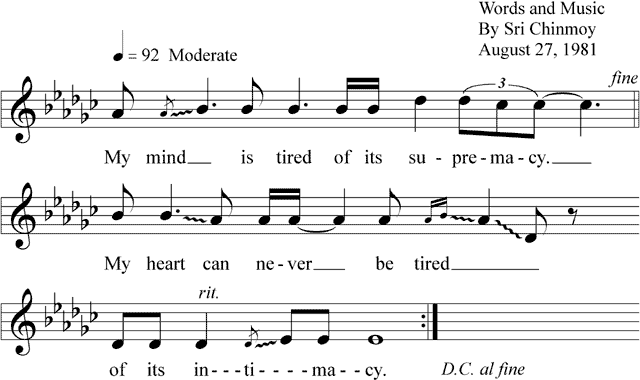 Words and Music
By Sri Chinmoy
August 27, 1981
= 92 Moderate
3
fine
My mind is tired of its su - pre - ma - cy.
My heart can ne - ver be tired
rit.
of its in - - - ti - - - ma - - cy.
D.C. al fine